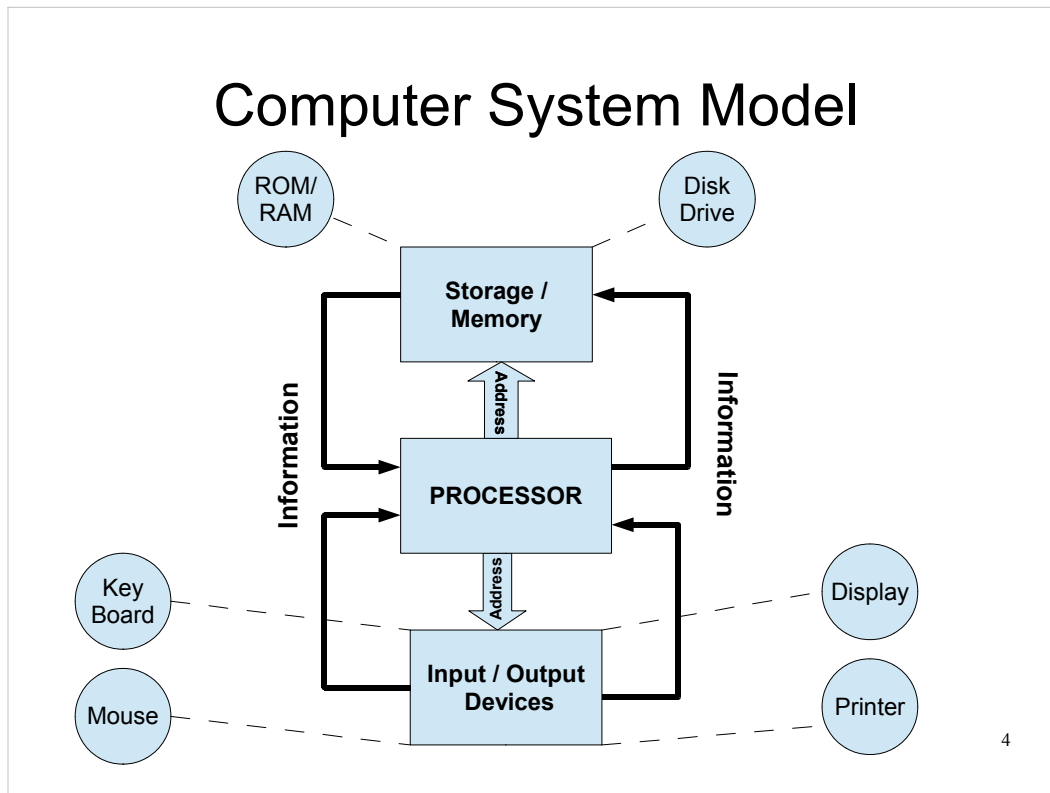 Computer System Model
ROM/
RAM
Disk
Drive
Storage /
Memory
Address
Information
Information
PROCESSOR
Address
Key
Board
Display
Input / Output
Devices
Mouse
Printer
4